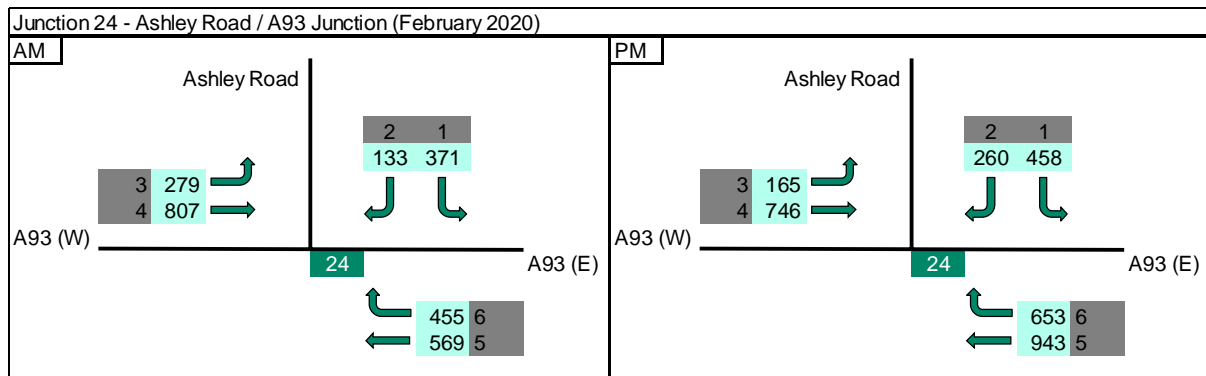 Junction 24 - Ashley Road / A93 Junction (February 2020)
AM
Ashley Road
2 1
133 371
3 279
4 807
A93 (W)
24
A93 (E)
455 6
569 5
PM
Ashley Road
2 1
260 458
3 165
4 746
A93 (W)
24
A93 (E)
653 6
943 5